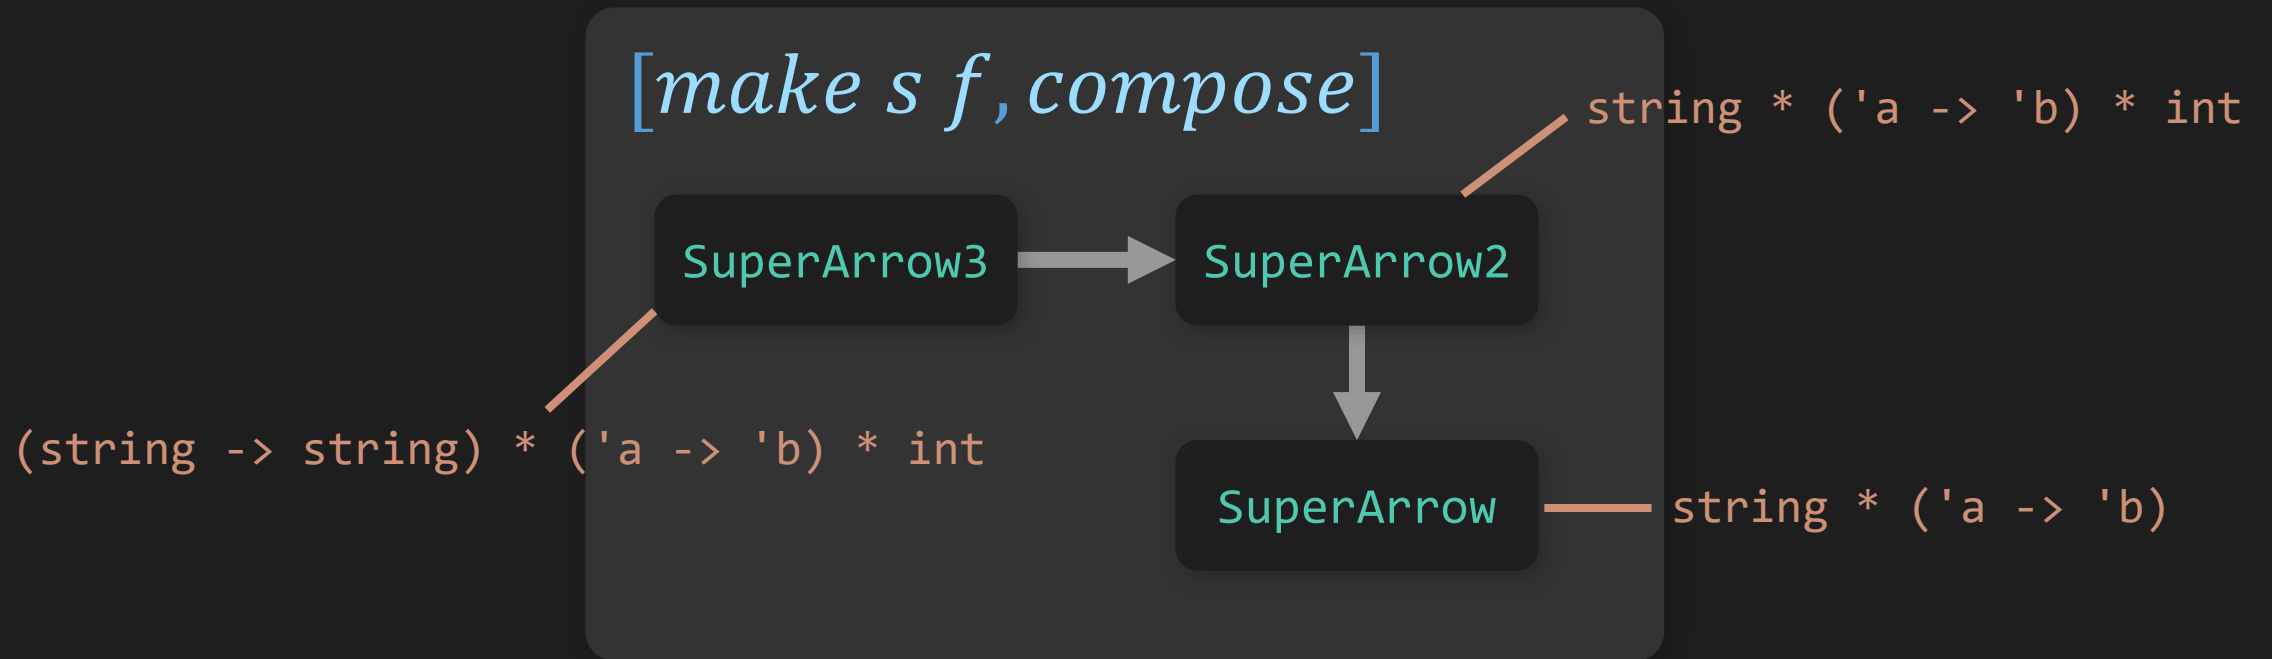 [make s f, compose]
string * ('a -> 'b) * int
SuperArrow3
SuperArrow2
(string -> string) * ('a -> 'b) * int
SuperArrow
string * ('a -> 'b)